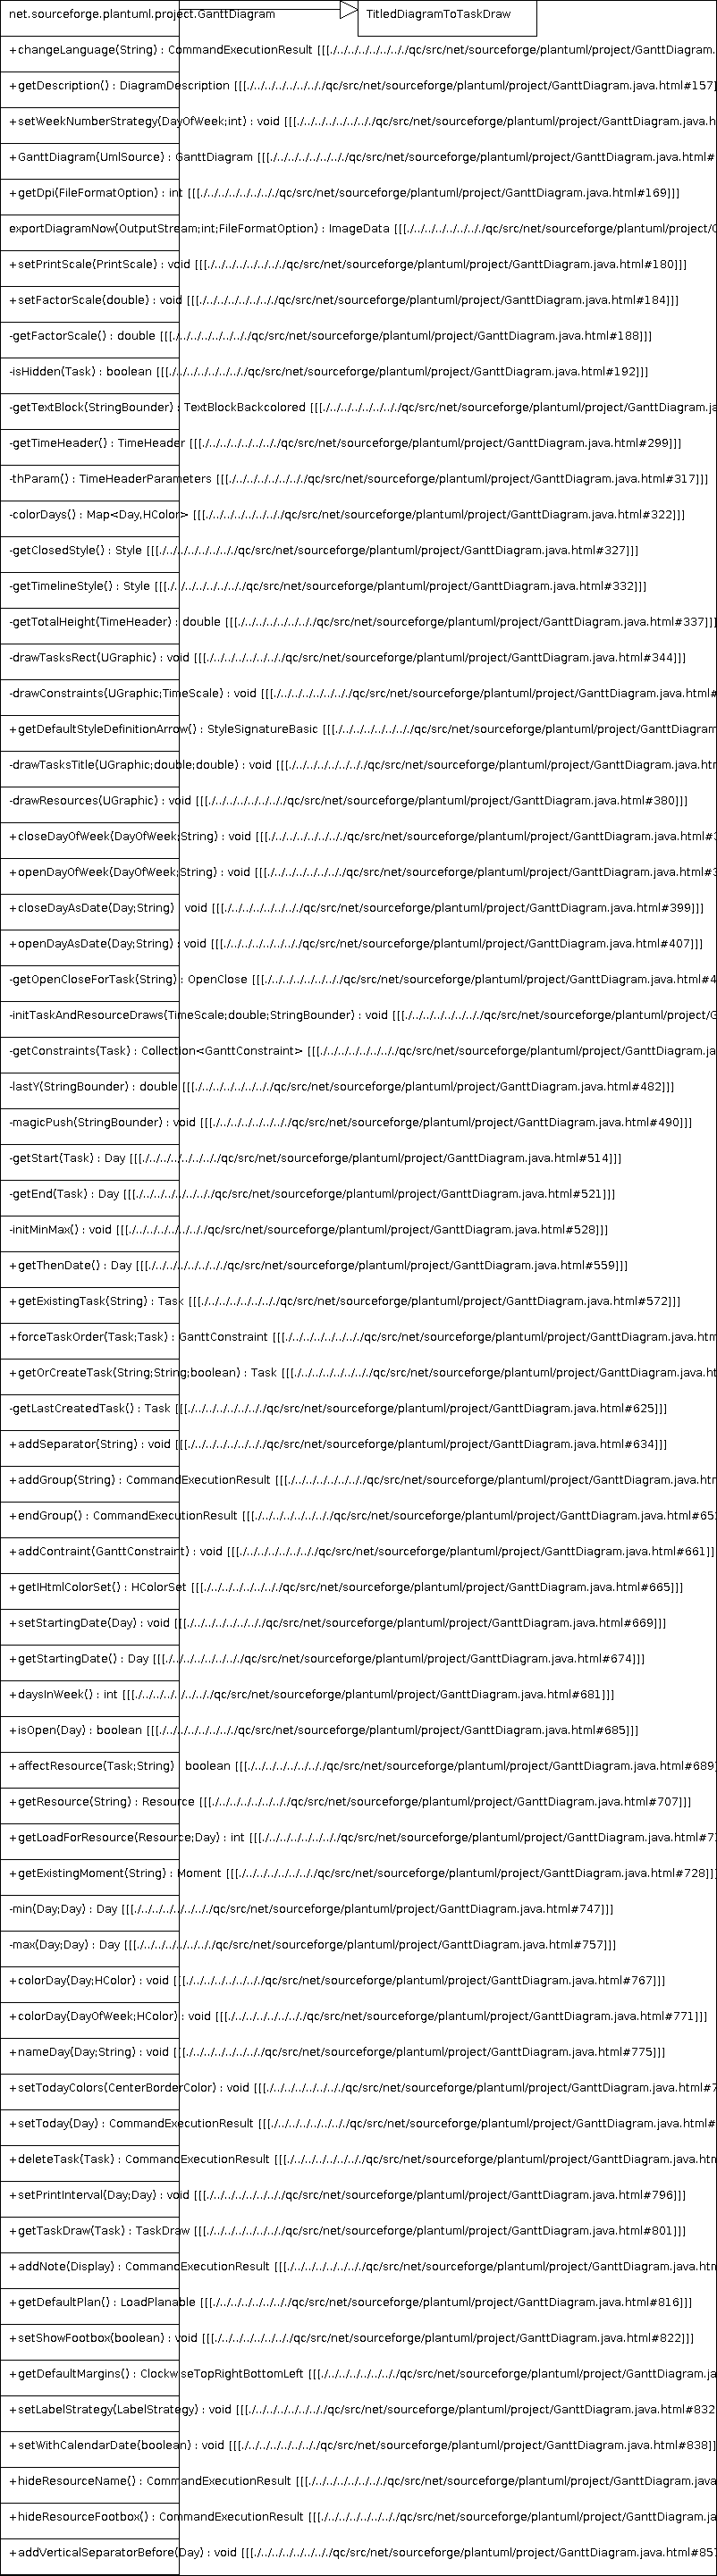 net.sourceforge.plantuml.project.GanttDiagram
TitledDiagramToTaskDraw
+changeLanguage(String) : CommandExecutionResult [[[./../../../../../../../qc/src/net/sourceforge/plantuml/project/GanttDiagram.
+getDescription() : DiagramDescription [[[./../../../../../../../qc/src/net/sourceforge/plantuml/project/GanttDiagram.java.html#157]
+setWeekNumberStrategy(DayOfWeek;int) : void [[[./../../../../../../../qc/src/net/sourceforge/plantuml/project/GanttDiagram.java.h
+GanttDiagram(UmlSource) : GanttDiagram [[[./../../../../../../../qc/src/net/sourceforge/plantuml/project/GanttDiagram.java.html#
+getDpi(FileFormatOption) : int [[[./../../../../../../../qc/src/net/sourceforge/plantuml/project/GanttDiagram.java.html#169]]]
exportDiagramNow(OutputStream;int;FileFormatOption) : ImageData [[[./../../../../../../../qc/src/net/sourceforge/plantuml/project/G
+setPrintScale(PrintScale) : void [[[./../../../../../../../qc/src/net/sourceforge/plantuml/project/GanttDiagram.java.html#180]]]
+setFactorScale(double) : void [[[./../../../../../../../qc/src/net/sourceforge/plantuml/project/GanttDiagram.java.html#184]]]
-getFactorScale() : double [[[./../../../../../../../qc/src/net/sourceforge/plantuml/project/GanttDiagram.java.html#188]]]
-isHidden(Task) : boolean [[[./../../../../../../../qc/src/net/sourceforge/plantuml/project/GanttDiagram.java.html#192]]]
-getTextBlock(StringBounder) : TextBlockBackcolored [[[./../../../../../../../qc/src/net/sourceforge/plantuml/project/GanttDiagram.ja
-getTimeHeader() : TimeHeader [[[./../../../../../../../qc/src/net/sourceforge/plantuml/project/GanttDiagram.java.html#299]]]
-thParam() : TimeHeaderParameters [[[./../../../../../../../qc/src/net/sourceforge/plantuml/project/GanttDiagram.java.html#317]]]
-colorDays() : Map<Day,HColor> [[[./../../../../../../../qc/src/net/sourceforge/plantuml/project/GanttDiagram.java.html#322]]]
-getClosedStyle() : Style [[[./../../../../../../../qc/src/net/sourceforge/plantuml/project/GanttDiagram.java.html#327]]]
-getTimelineStyle() : Style [[[./../../../../../../../qc/src/net/sourceforge/plantuml/project/GanttDiagram.java.html#332]]]
-getTotalHeight(TimeHeader) : double [[[./../../../../../../../qc/src/net/sourceforge/plantuml/project/GanttDiagram.java.html#337]]]
-drawTasksRect(UGraphic) : void [[[./../../../../../../../qc/src/net/sourceforge/plantuml/project/GanttDiagram.java.html#344]]]
-drawConstraints(UGraphic;TimeScale) : void [[[./../../../../../../../qc/src/net/sourceforge/plantuml/project/GanttDiagram.java.html#
+getDefaultStyleDefinitionArrow() : StyleSignatureBasic [[[./../../../../../../../qc/src/net/sourceforge/plantuml/project/GanttDiagram
-drawTasksTitle(UGraphic;double;double) : void [[[./../../../../../../../qc/src/net/sourceforge/plantuml/project/GanttDiagram.java.htm
-drawResources(UGraphic) : void [[[./../../../../../../../qc/src/net/sourceforge/plantuml/project/GanttDiagram.java.html#380]]]
+closeDayOfWeek(DayOfWeek;String) : void [[[./../../../../../../../qc/src/net/sourceforge/plantuml/project/GanttDiagram.java.html#3
+openDayOfWeek(DayOfWeek;String) : void [[[./../../../../../../../qc/src/net/sourceforge/plantuml/project/GanttDiagram.java.html#3
+closeDayAsDate(Day;String) : void [[[./../../../../../../../qc/src/net/sourceforge/plantuml/project/GanttDiagram.java.html#399]]]
+openDayAsDate(Day;String) : void [[[./../../../../../../../qc/src/net/sourceforge/plantuml/project/GanttDiagram.java.html#407]]]
-getOpenCloseForTask(String) : OpenClose [[[./../../../../../../../qc/src/net/sourceforge/plantuml/project/GanttDiagram.java.html#4
-initTaskAndResourceDraws(TimeScale;double;StringBounder) : void [[[./../../../../../../../qc/src/net/sourceforge/plantuml/project/G
-getConstraints(Task) : Collection<GanttConstraint> [[[./../../../../../../../qc/src/net/sourceforge/plantuml/project/GanttDiagram.ja
-lastY(StringBounder) : double [[[./../../../../../../../qc/src/net/sourceforge/plantuml/project/GanttDiagram.java.html#482]]]
-magicPush(StringBounder) : void [[[./../../../../../../../qc/src/net/sourceforge/plantuml/project/GanttDiagram.java.html#490]]]
-getStart(Task) : Day [[[./../../../../../../../qc/src/net/sourceforge/plantuml/project/GanttDiagram.java.html#514]]]
-getEnd(Task) : Day [[[./../../../../../../../qc/src/net/sourceforge/plantuml/project/GanttDiagram.java.html#521]]]
-initMinMax() : void [[[./../../../../../../../qc/src/net/sourceforge/plantuml/project/GanttDiagram.java.html#528]]]
+getThenDate() : Day [[[./../../../../../../../qc/src/net/sourceforge/plantuml/project/GanttDiagram.java.html#559]]]
+getExistingTask(String) : Task [[[./../../../../../../../qc/src/net/sourceforge/plantuml/project/GanttDiagram.java.html#572]]]
+forceTaskOrder(Task;Task) : GanttConstraint [[[./../../../../../../../qc/src/net/sourceforge/plantuml/project/GanttDiagram.java.htm
+getOrCreateTask(String;String;boolean) : Task [[[./../../../../../../../qc/src/net/sourceforge/plantuml/project/GanttDiagram.java.ht
-getLastCreatedTask() : Task [[[./../../../../../../../qc/src/net/sourceforge/plantuml/project/GanttDiagram.java.html#625]]]
+addSeparator(String) : void [[[./../../../../../../../qc/src/net/sourceforge/plantuml/project/GanttDiagram.java.html#634]]]
+addGroup(String) : CommandExecutionResult [[[./../../../../../../../qc/src/net/sourceforge/plantuml/project/GanttDiagram.java.htm
+endGroup() : CommandExecutionResult [[[./../../../../../../../qc/src/net/sourceforge/plantuml/project/GanttDiagram.java.html#65
+addContraint(GanttConstraint) : void [[[./../../../../../../../qc/src/net/sourceforge/plantuml/project/GanttDiagram.java.html#661]]
+getIHtmlColorSet() : HColorSet [[[./../../../../../../../qc/src/net/sourceforge/plantuml/project/GanttDiagram.java.html#665]]]
+setStartingDate(Day) : void [[[./../../../../../../../qc/src/net/sourceforge/plantuml/project/GanttDiagram.java.html#669]]]
+getStartingDate() : Day [[[./../../../../../../../qc/src/net/sourceforge/plantuml/project/GanttDiagram.java.html#674]]]
+daysInWeek() : int [[[./../../../../../../../qc/src/net/sourceforge/plantuml/project/GanttDiagram.java.html#681]]]
+isOpen(Day) : boolean [[[./../../../../../../../qc/src/net/sourceforge/plantuml/project/GanttDiagram.java.html#685]]]
+affectResource(Task;String) : boolean [[[./../../../../../../../qc/src/net/sourceforge/plantuml/project/GanttDiagram.java.html#689]
+getResource(String) : Resource [[[./../../../../../../../qc/src/net/sourceforge/plantuml/project/GanttDiagram.java.html#707]]]
+getLoadForResource(Resource;Day) : int [[[./../../../../../../../qc/src/net/sourceforge/plantuml/project/GanttDiagram.java.html#7
+getExistingMoment(String) : Moment [[[./../../../../../../../qc/src/net/sourceforge/plantuml/project/GanttDiagram.java.html#728]]]
-min(Day;Day) : Day [[[./../../../../../../../qc/src/net/sourceforge/plantuml/project/GanttDiagram.java.html#747]]]
-max(Day;Day) : Day [[[./../../../../../../../qc/src/net/sourceforge/plantuml/project/GanttDiagram.java.html#757]]]
+colorDay(Day;HColor) : void [[[./../../../../../../../qc/src/net/sourceforge/plantuml/project/GanttDiagram.java.html#767]]]
+colorDay(DayOfWeek;HColor) : void [[[./../../../../../../../qc/src/net/sourceforge/plantuml/project/GanttDiagram.java.html#771]]]
+nameDay(Day;String) : void [[[./../../../../../../../qc/src/net/sourceforge/plantuml/project/GanttDiagram.java.html#775]]]
+setTodayColors(CenterBorderColor) : void [[[./../../../../../../../qc/src/net/sourceforge/plantuml/project/GanttDiagram.java.html#7
+setToday(Day) : CommandExecutionResult [[[./../../../../../../../qc/src/net/sourceforge/plantuml/project/GanttDiagram.java.html#
+deleteTask(Task) : CommandExecutionResult [[[./../../../../../../../qc/src/net/sourceforge/plantuml/project/GanttDiagram.java.htm
+setPrintInterval(Day;Day) : void [[[./../../../../../../../qc/src/net/sourceforge/plantuml/project/GanttDiagram.java.html#796]]]
+getTaskDraw(Task) : TaskDraw [[[./../../../../../../../qc/src/net/sourceforge/plantuml/project/GanttDiagram.java.html#801]]]
+addNote(Display) : CommandExecutionResult [[[./../../../../../../../qc/src/net/sourceforge/plantuml/project/GanttDiagram.java.htm
+getDefaultPlan() : LoadPlanable [[[./../../../../../../../qc/src/net/sourceforge/plantuml/project/GanttDiagram.java.html#816]]]
+setShowFootbox(boolean) : void [[[./../../../../../../../qc/src/net/sourceforge/plantuml/project/GanttDiagram.java.html#822]]]
+getDefaultMargins() : ClockwiseTopRightBottomLeft [[[./../../../../../../../qc/src/net/sourceforge/plantuml/project/GanttDiagram.ja
+setLabelStrategy(LabelStrategy) : void [[[./../../../../../../../qc/src/net/sourceforge/plantuml/project/GanttDiagram.java.html#832
+setWithCalendarDate(boolean) : void [[[./../../../../../../../qc/src/net/sourceforge/plantuml/project/GanttDiagram.java.html#838]]]
+hideResourceName() : CommandExecutionResult [[[./../../../../../../../qc/src/net/sourceforge/plantuml/project/GanttDiagram.java
+hideResourceFootbox() : CommandExecutionResult [[[./../../../../../../../qc/src/net/sourceforge/plantuml/project/GanttDiagram.ja
+addVerticalSeparatorBefore(Day) : void [[[./../../../../../../../qc/src/net/sourceforge/plantuml/project/GanttDiagram.java.html#85